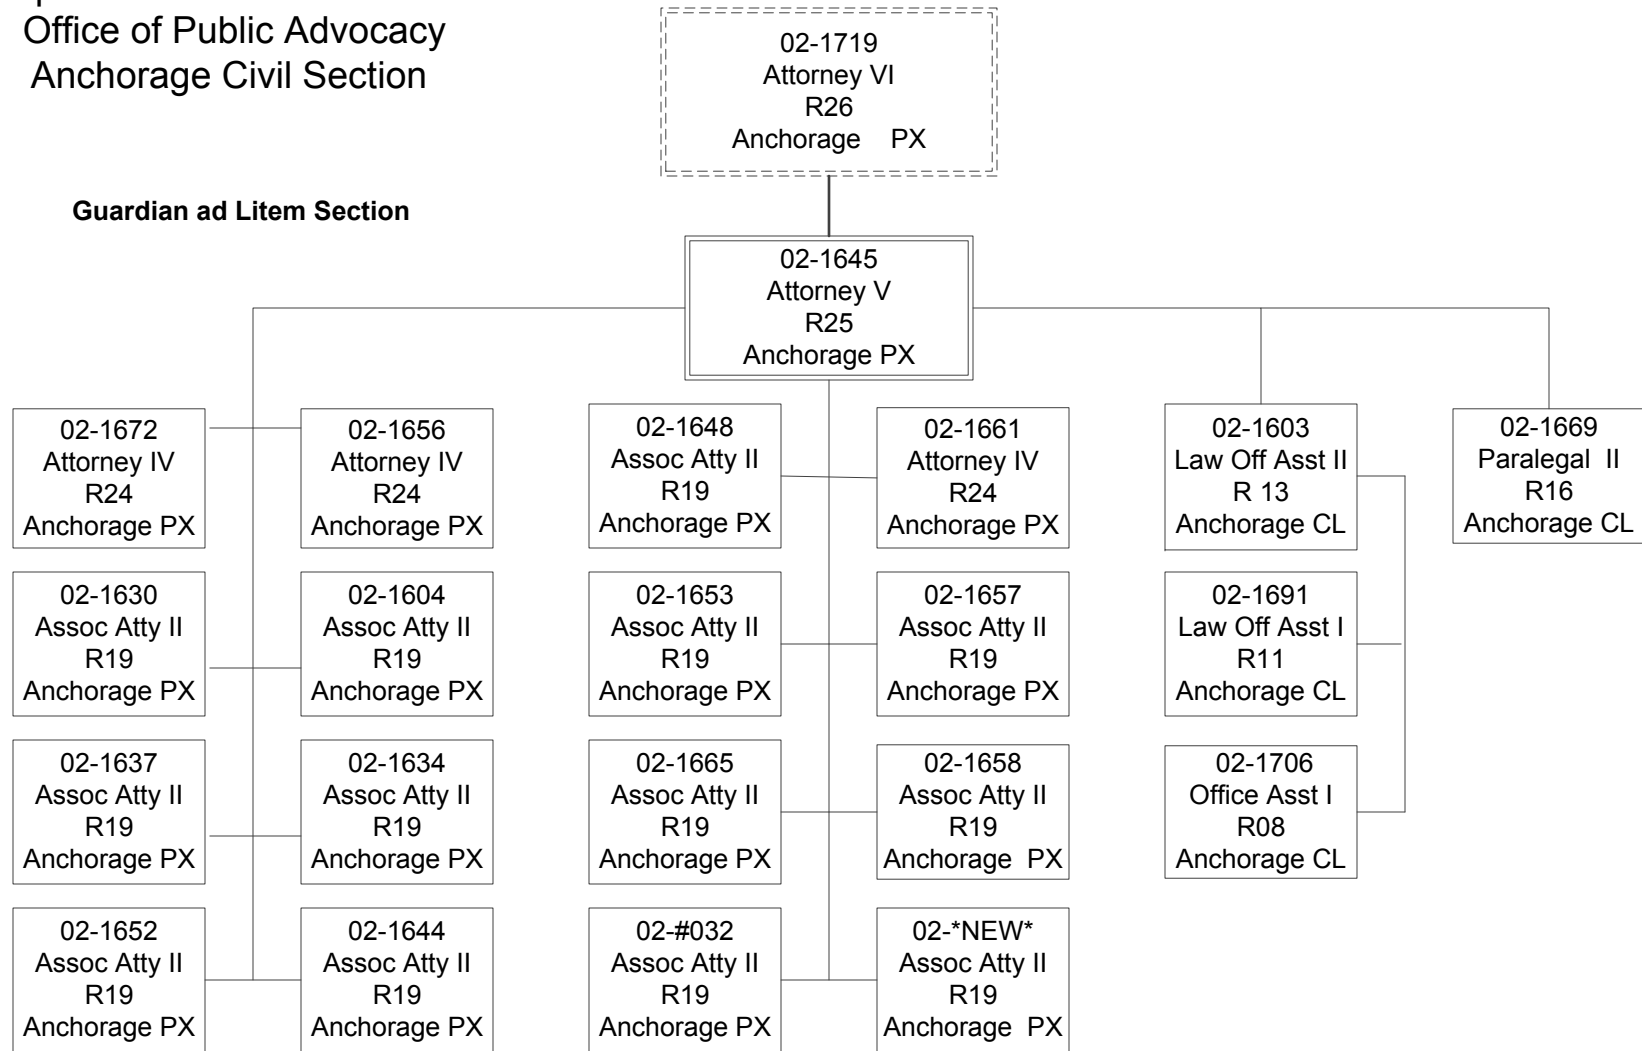 Office of Public Advocacy
Anchorage Civil Section
Guardian ad Litem Section
02-1719
Attorney VI
R26
Anchorage PX
02-1645
Attorney V
R25
Anchorage PX
02-1672
Attorney IV
R24
Anchorage PX
02-1656
Attorney IV
R24
Anchorage PX
02-1648
Assoc Atty II
R19
Anchorage PX
02-1661
Attorney IV
R24
Anchorage PX
02-1603
Law Off Asst II
R 13
Anchorage CL
02-1669
Paralegal II
R16
Anchorage CL
02-1630
Assoc Atty II
R19
Anchorage PX
02-1604
Assoc Atty II
R19
Anchorage PX
02-1653
Assoc Atty II
R19
Anchorage PX
02-1657
Assoc Atty II
R19
Anchorage PX
02-1691
Law Off Asst I
R11
Anchorage CL
02-1637
Assoc Atty II
R19
Anchorage PX
02-1634
Assoc Atty II
R19
Anchorage PX
02-1665
Assoc Atty II
R19
Anchorage PX
02-1658
Assoc Atty II
R19
Anchorage PX
02-1706
Office Asst I
R08
Anchorage CL
02-1652
Assoc Atty II
R19
Anchorage PX
02-1644
Assoc Atty II
R19
Anchorage PX
02-#032
Assoc Atty II
R19
Anchorage PX
02-*NEW*
Assoc Atty II
R19
Anchorage PX